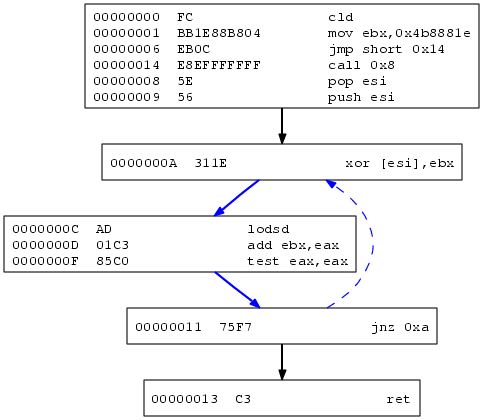 00000000 FC cld
00000001 BB1E88B804 mov ebx,0x4b8881e
00000006 EB0C jmp short 0x14
00000014 E8EFFFFFFF call 0x8
00000008 5E pop esi
00000009 56 push esi
0000000A 311E xor [esi],ebx
0000000C AD lodsd
0000000D 01C3 add ebx,eax
0000000F 85C0 test eax,eax
00000011 75F7 jnz 0xa
00000013 C3 ret